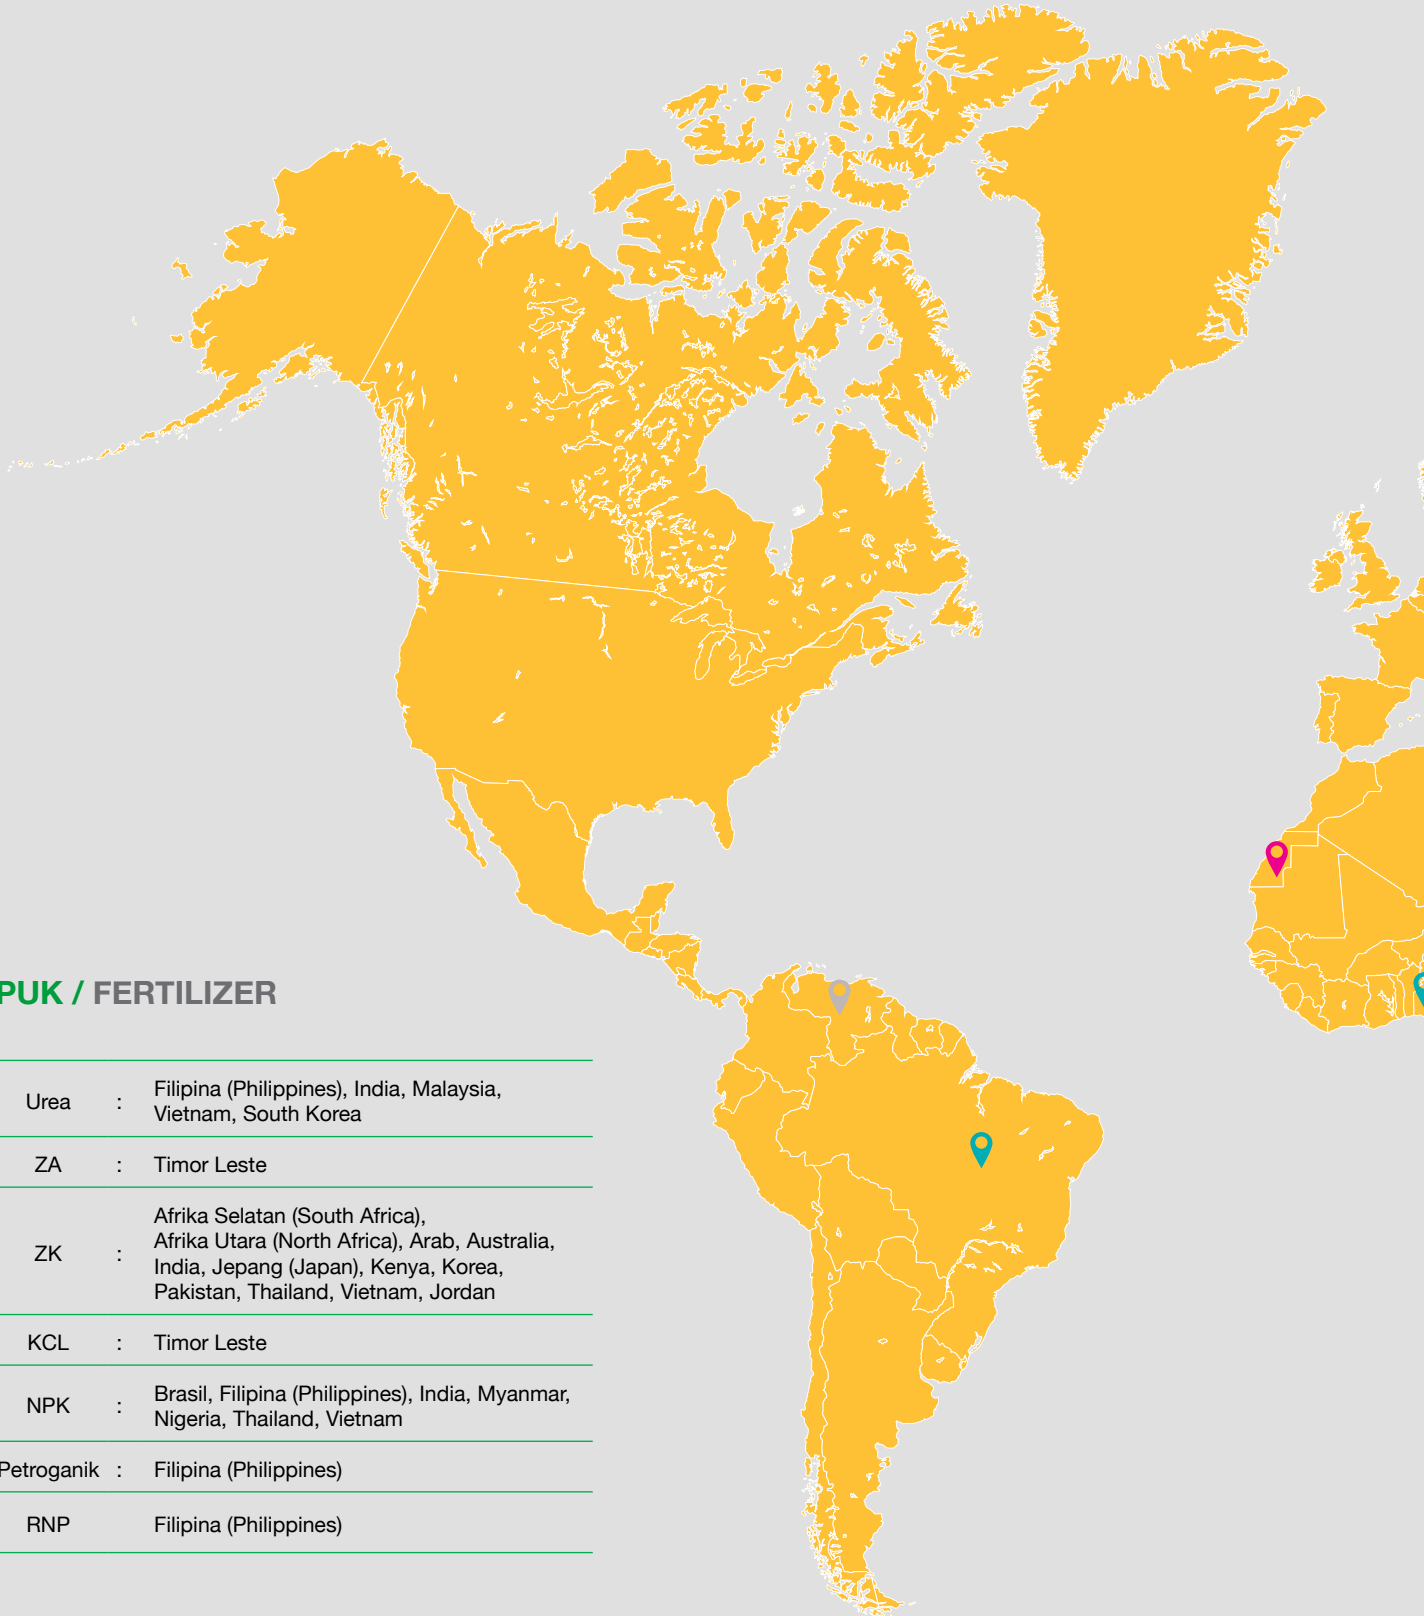 PUK / FERTILIZER
Urea : Filipina (Philippines), India, Malaysia,
Vietnam, South Korea
ZA : Timor Leste
ZK : Afrika Selatan (South Africa),
Afrika Utara (North Africa), Arab, Australia,
India, Jepang (Japan), Kenya, Korea,
Pakistan, Thailand, Vietnam, Jordan
KCL : Timor Leste
NPK : Brasil, Filipina (Philippines), India, Myanmar,
Nigeria, Thailand, Vietnam
Petroganik : Filipina (Philippines)
RNP Filipina (Philippines)